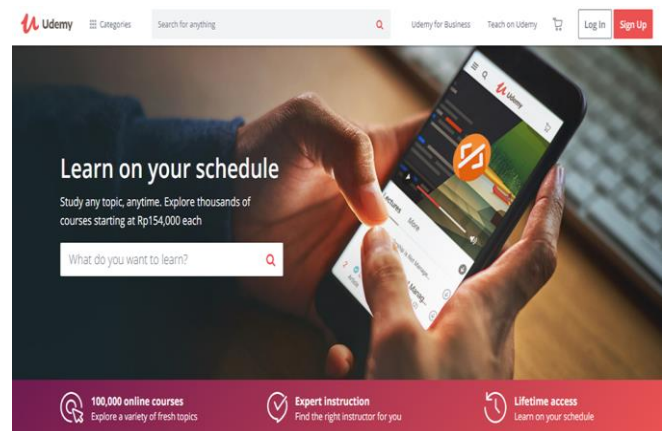 Udemy
Categories
Search for anything
Udemy for Business
Teach on Udemy
Log In
Sign Up
Udemy
Lectures
More
Learn on your schedule
Study any topic, anytime. Explore thousands of
courses starting at Rp154,000 each
What do you want to learn?
100,000 online courses
Explore a variety of fresh topics
Expert instruction
Find the right instructor for you
Lifetime access
Learn on your schedule